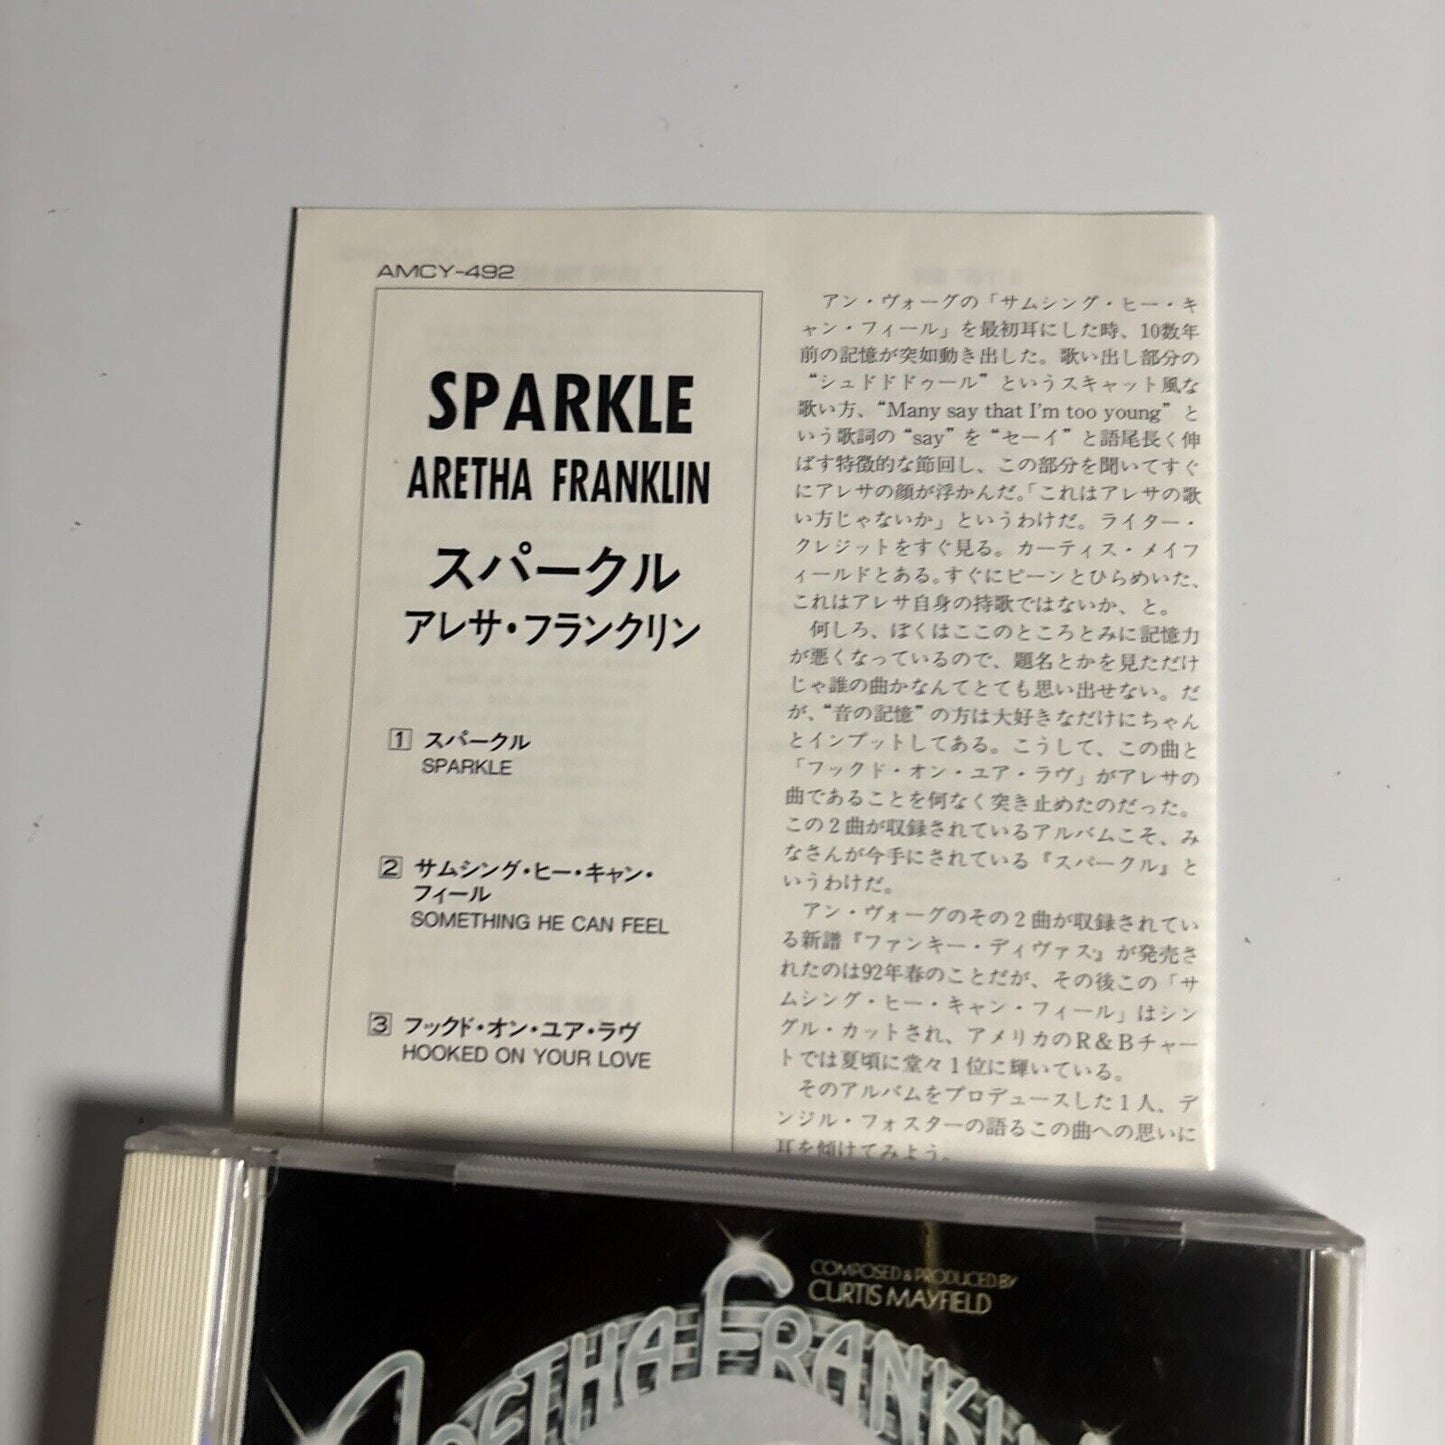 AMCY-492
SPARKLE
ARETHA FRANKLIN
スパークル
アレサ・フランクリン
1 スパークル
SPARKLE
2 サムシング・ヒー・キャン・
フィール
SOMETHING HE CAN FEEL
3 フックド・オン・ユア・ラヴ
HOOKED ON YOUR LOVE
アン・ヴォーグの「サムシング・ヒー・キ
ャン・フィール」を最初耳にした時、10数年
前の記憶が突如動き出した。歌い出し部分の
“シュドドドゥール”というスキャット風な
歌い方、“Many say that I'm too young”と
いう歌詞の“say”を“セーイ”と語尾長く伸
ばす特徴的な節回し、この部分を聞いてすぐ
にアレサの顔が浮かんだ。「これはアレサの歌
い方じゃないか」というわけだ。ライター・
クレジットをすぐ見る。カーティス・メイフ
ィールドとある。すぐにピーンとひらめいた、
これはアレサ自身の持歌ではないか、と。
何しろ、ぼくはここのところとみに記憶力
が悪くなっているので、題名とかを見ただけ
じゃ誰の曲かなんてとても思い出せない。だ
が、“音の記憶”の方は大好きなだけにちゃん
とインプットしてある。こうして、この曲と
「フックド・オン・ユア・ラヴ」がアレサの
曲であることを何なく突き止めたのだった。
この2曲が収録されているアルバムこそ、み
なさんが今手にされている『スパークル』と
いうわけだ。
アン・ヴォーグのその2曲が収録されてい
る新譜『ファンキー・ディヴァス』が発売さ
れたのは92年春のことだが、その後この「サ
ムシング・ヒー・キャン・フィール」はシン
グル・カットされ、アメリカのR&Bチャー
トでは夏頃に堂々1位に輝いている。
そのアルバムをプロデュースした1人、デ
ンジル・フォスターの語るこの曲への思いに
耳を傾けてみよう。
COMPOSED & PRODUCED BY
CURTIS MAYFIELD
ARETHA FRANKLIN